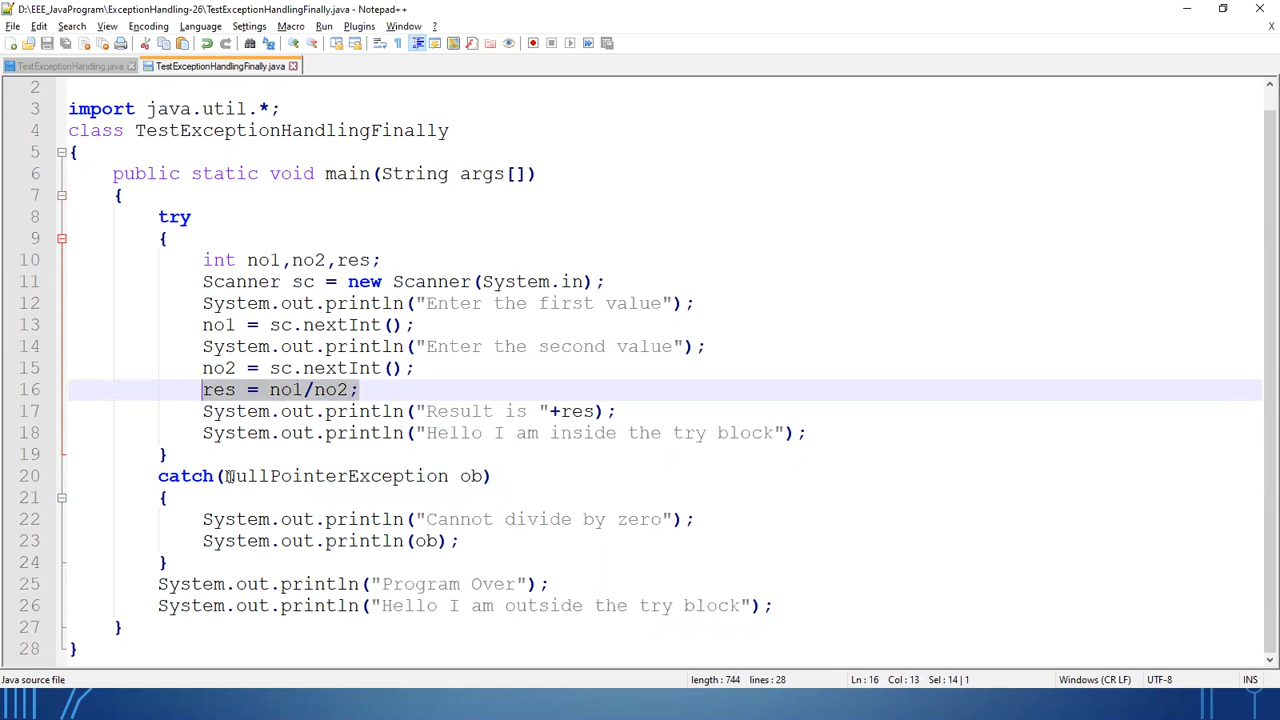 D:\EEE_JavaProgram\ExceptionHandling-26\TestExceptionHandlingFinally.java - Notepad++
File Edit Search View Encoding Language Settings Macro Run Plugins Window ?
TestExceptionHandling.java TestExceptionHandlingFinally.java
2
3 import java.util.*;
4 class TestExceptionHandlingFinally
5 {
6 public static void main(String args[])
7 {
8 try
9 {
10 int no1,no2,res;
11 Scanner sc = new Scanner(System.in);
12 System.out.println("Enter the first value");
13 no1 = sc.nextInt();
14 System.out.println("Enter the second value");
15 no2 = sc.nextInt();
16 res = no1/no2;
17 System.out.println("Result is "+res);
18 System.out.println("Hello I am inside the try block");
19 }
20 catch(NullPointerException ob)
21 {
22 System.out.println("Cannot divide by zero");
23 System.out.println(ob);
24 }
25 System.out.println("Program Over");
26 System.out.println("Hello I am outside the try block");
27 }
28 }
Java source file length : 744 lines : 28 Ln : 16 Col : 13 Sel : 14 | 1 Windows (CR LF) UTF-8 INS